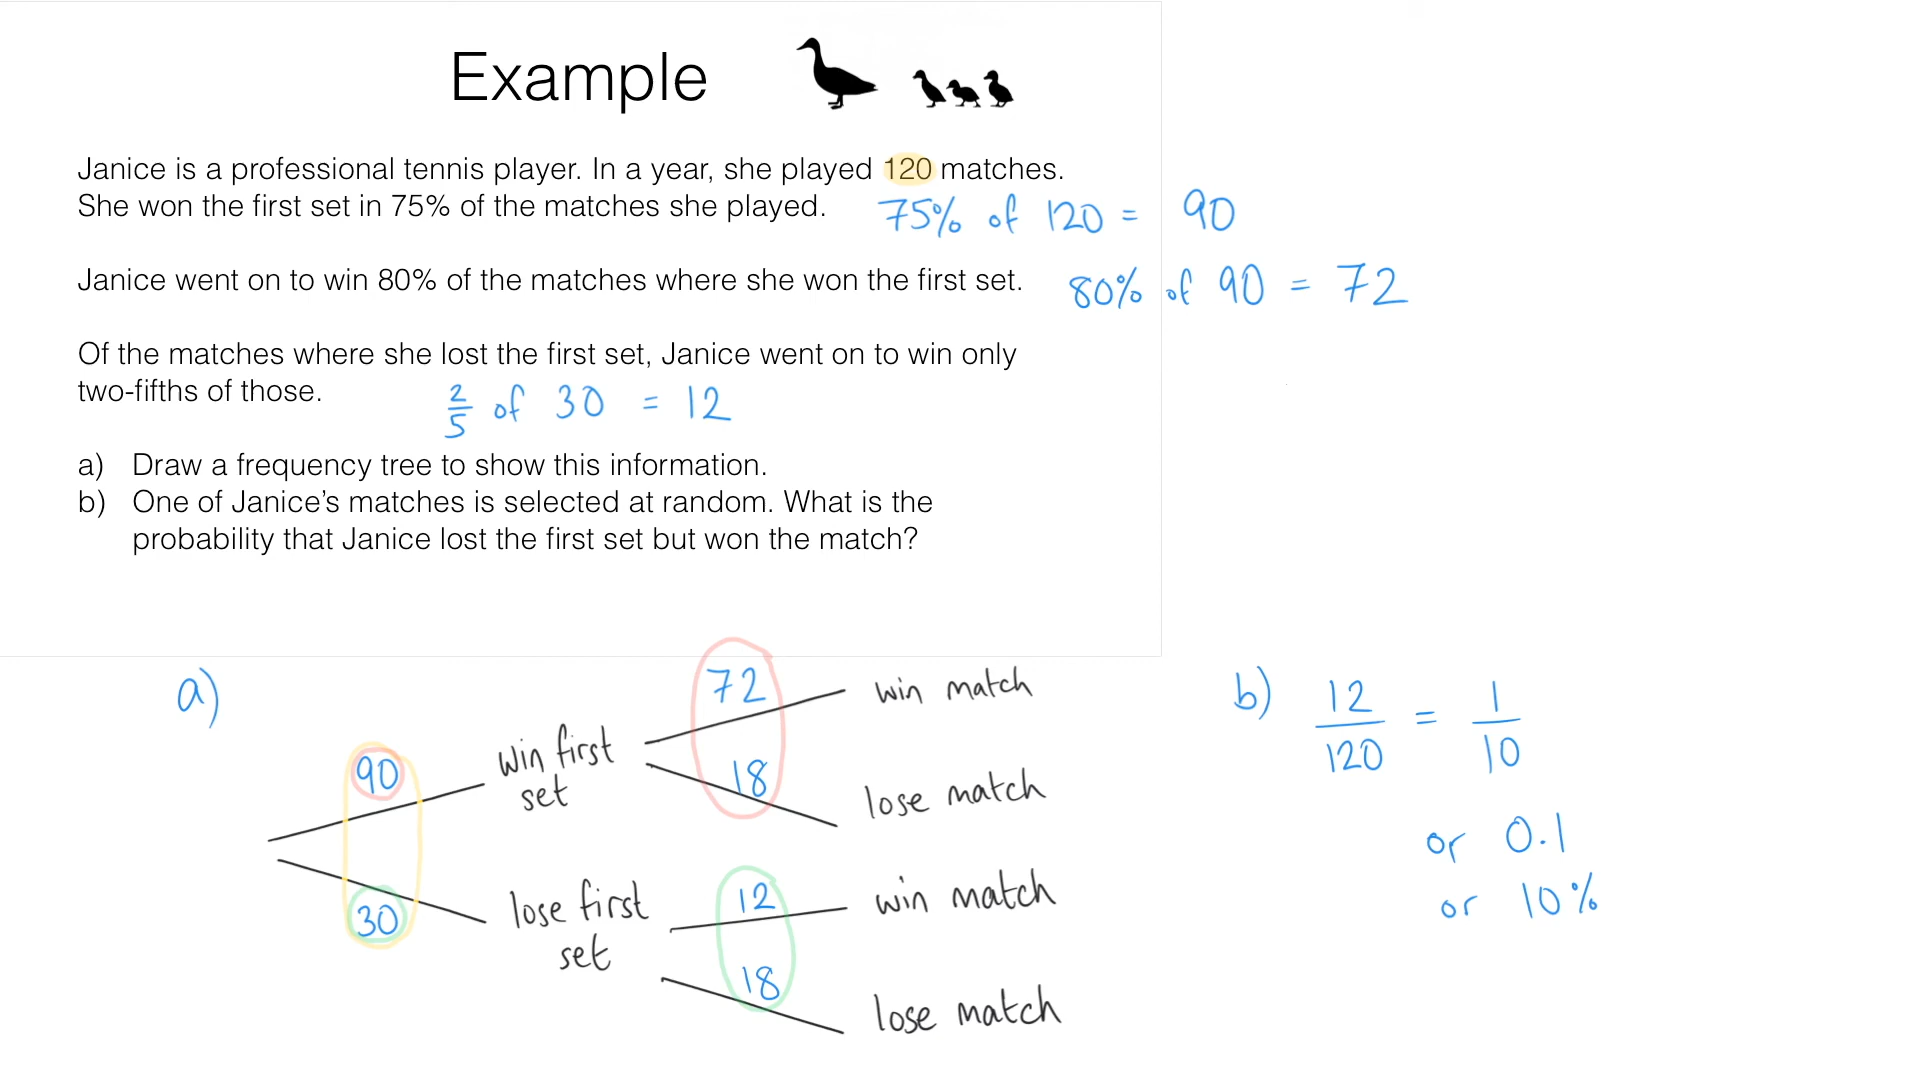 Example
Janice is a professional tennis player. In a year, she played 120 matches.
She won the first set in 75% of the matches she played.
75% of 120 = 90
Janice went on to win 80% of the matches where she won the first set.
80% of 90 = 72
Of the matches where she lost the first set, Janice went on to win only
two-fifths of those.
2/5 of 30 = 12
a) Draw a frequency tree to show this information.
b) One of Janice’s matches is selected at random. What is the
probability that Janice lost the first set but won the match?
a)
90
30
win first
set
lose first
set
72
18
12
18
win match
lose match
win match
lose match
b) 12/120 = 1/10
or 0.1
or 10%